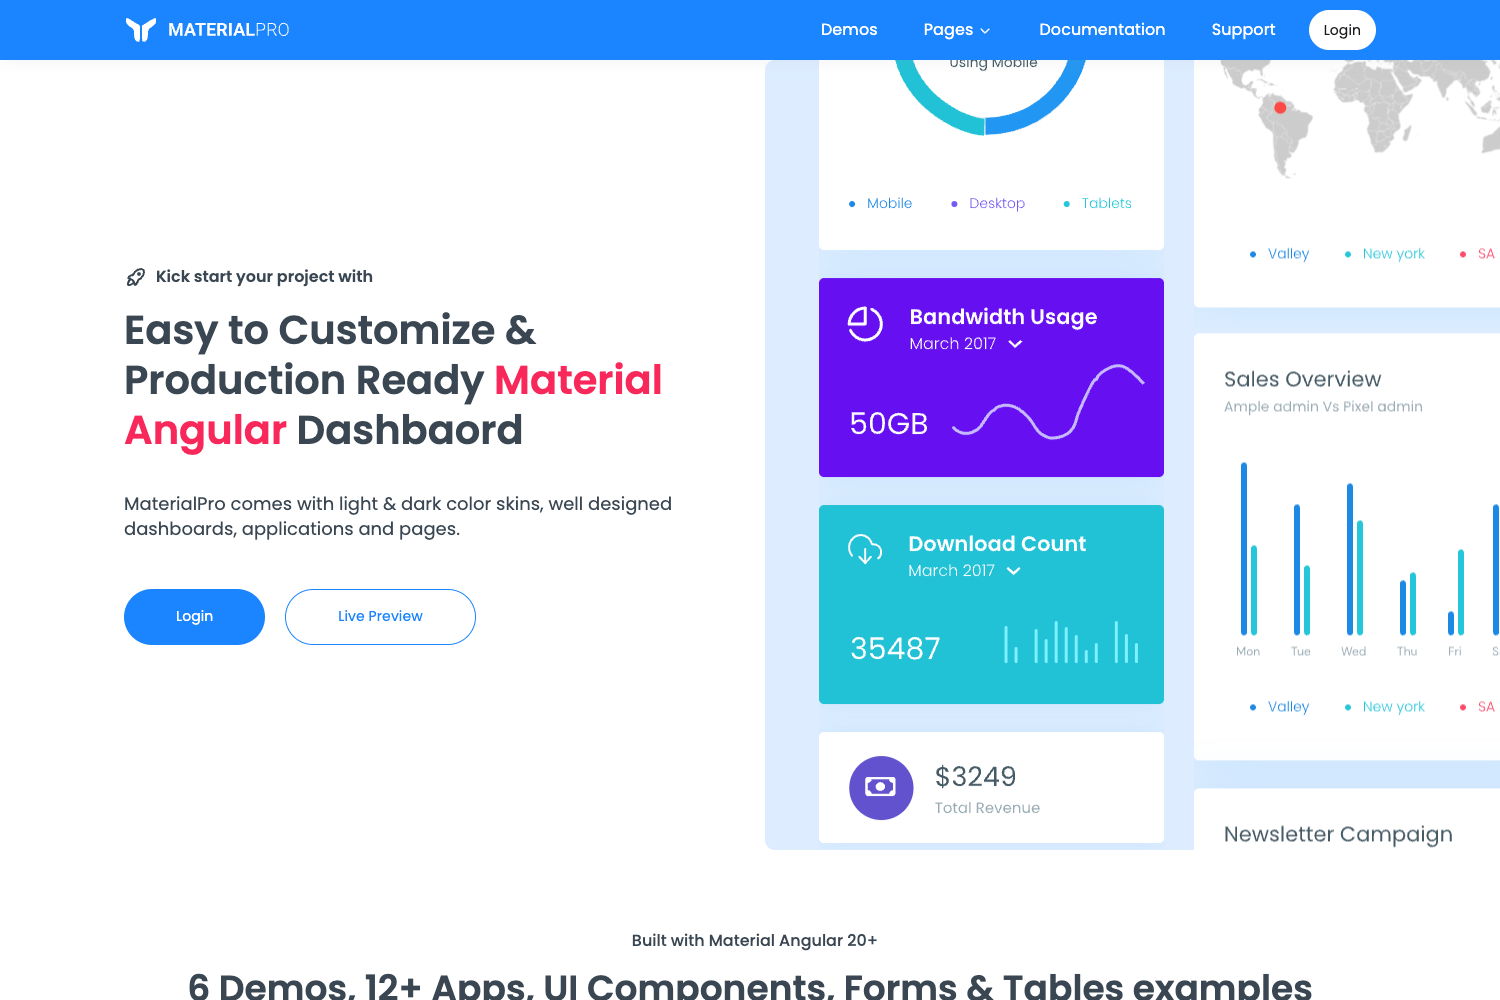 MATERIALPRO
Demos
Pages
Documentation
Support
Login
Kick start your project with
Easy to Customize &
Production Ready Material
Angular Dashbaord
MaterialPro comes with light & dark color skins, well designed
dashboards, applications and pages.
Login
Live Preview
Using Mobile
Mobile
Desktop
Tablets
Bandwidth Usage
March 2017
50GB
Download Count
March 2017
35487
$3249
Total Revenue
Valley
New york
SA
Sales Overview
Ample admin Vs Pixel admin
Mon
Tue
Wed
Thu
Fri
Valley
New york
SA
Newsletter Campaign
Built with Material Angular 20+
6 Demos, 12+ Apps, UI Components, Forms & Tables examples